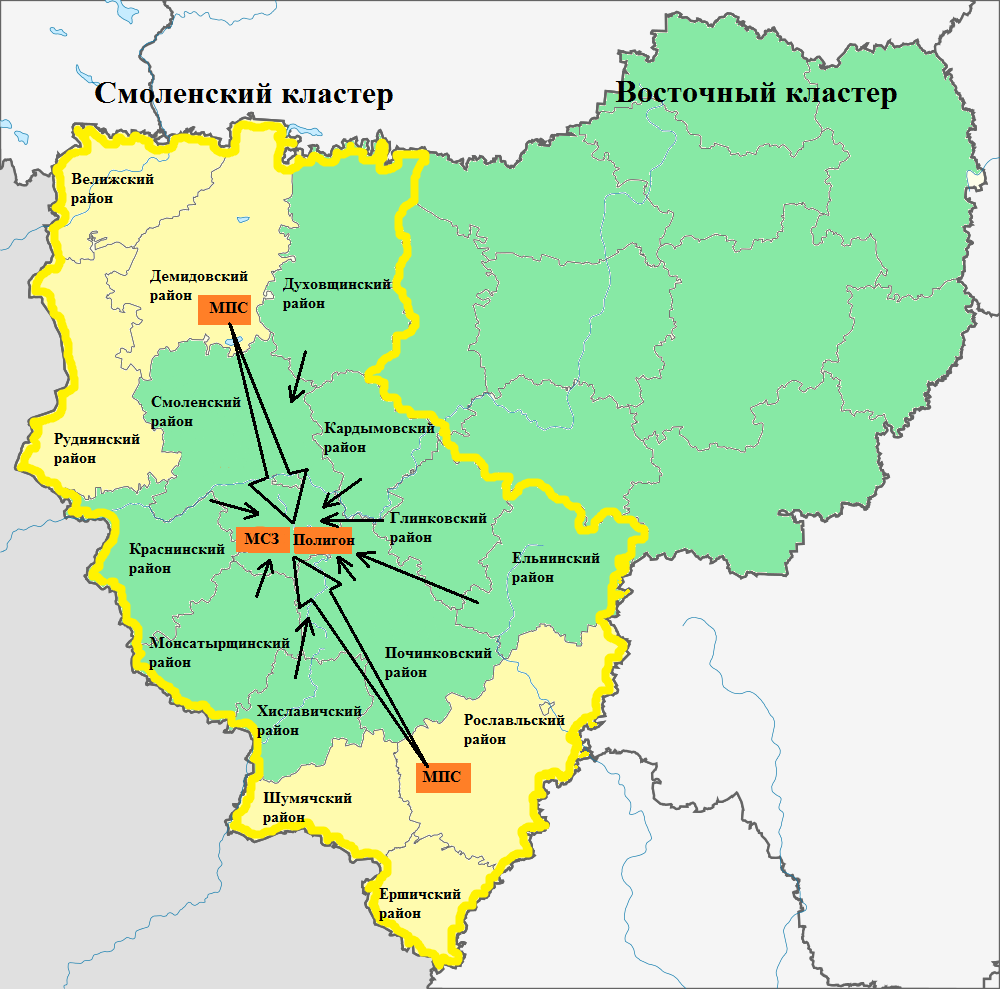 Смоленский кластер
Восточный кластер
Велижский
район
Демидовский
район
МПС
Духовщинский
район
Смоленский
район
Руднянский
район
Кардымовский
район
МСЗ
Полигон
Глинковский
район
Краснинский
район
Ельнинский
район
Монсатырщинский
район
Починковский
район
Хиславичский
район
Рославльский
район
МПС
Шумячский
район
Ершичский
район